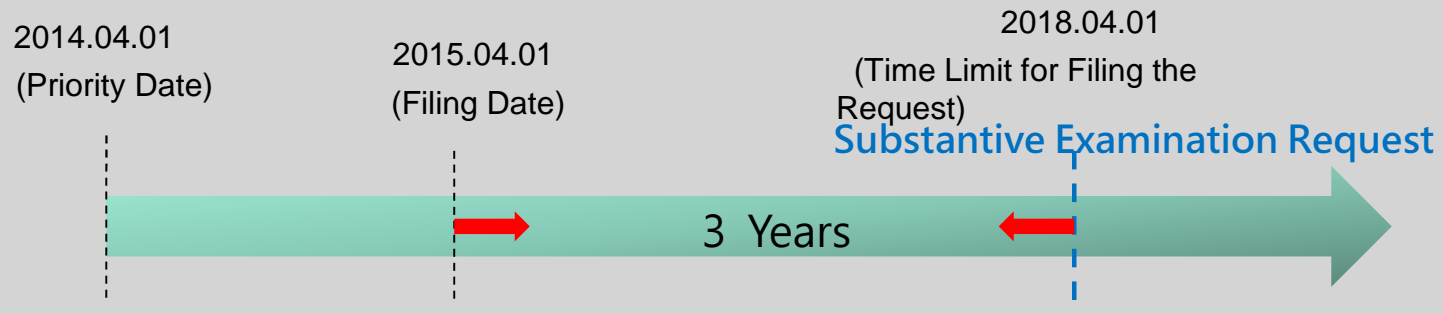 2014.04.01
(Priority Date)
2015.04.01
(Filing Date)
2018.04.01
(Time Limit for Filing the
Request)
Substantive Examination Request
3 Years